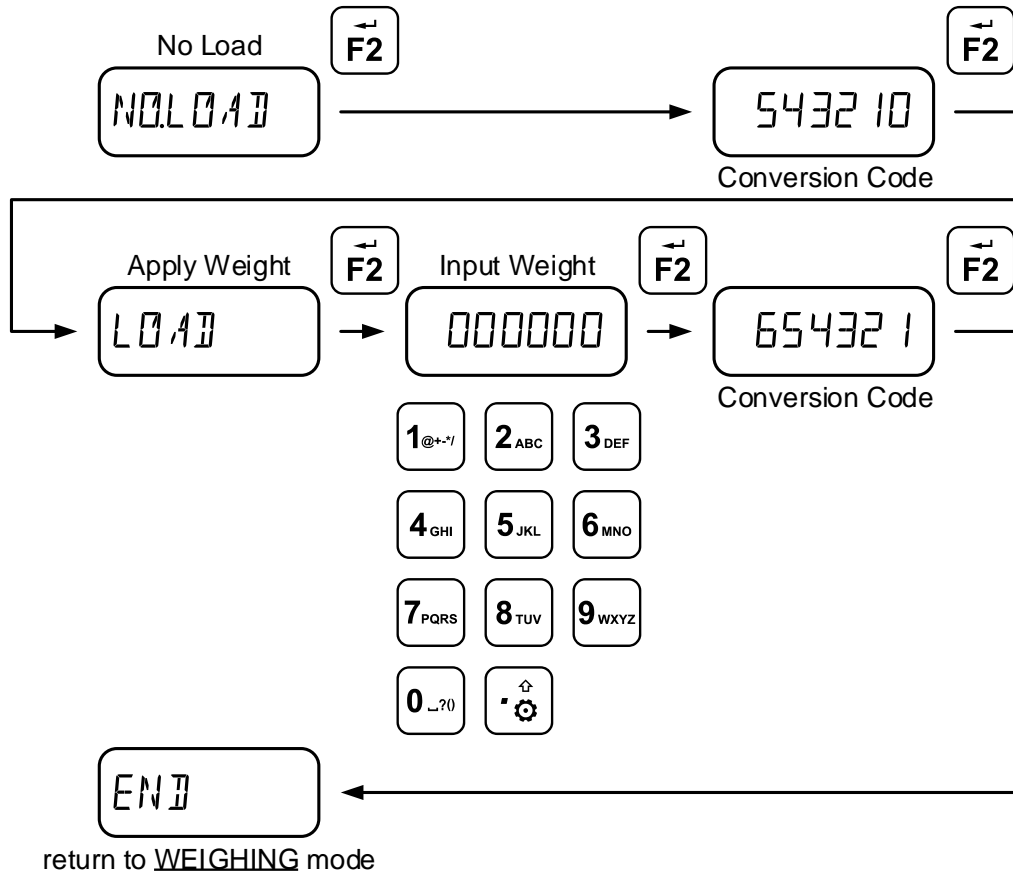 No Load
F2
F2
NO.LOAD
543210
Conversion Code
F2
F2
F2
Apply Weight
Input Weight
LOAD
000000
654321
Conversion Code
1@+-*/ 2ABC 3DEF
4GHI 5JKL 6MNO
7PQRS 8TUV 9WXYZ
0⎵?() .
END
return to WEIGHING mode